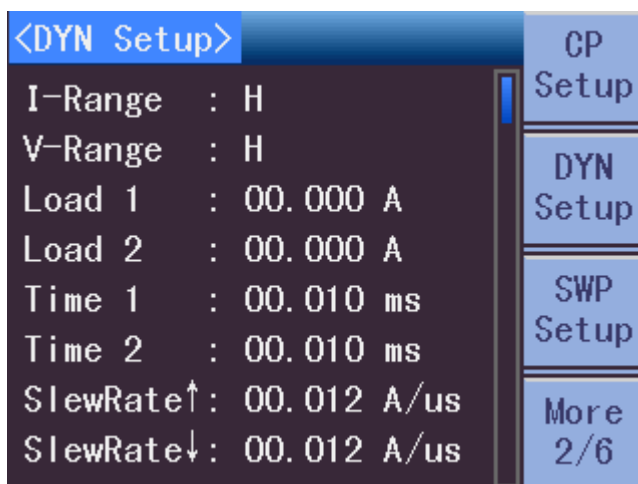 <DYN Setup>
I-Range : H
V-Range : H
Load 1 : 00.000 A
Load 2 : 00.000 A
Time 1 : 00.010 ms
Time 2 : 00.010 ms
SlewRate↑: 00.012 A/us
SlewRate↓: 00.012 A/us
CP
Setup
DYN
Setup
SWP
Setup
More
2/6